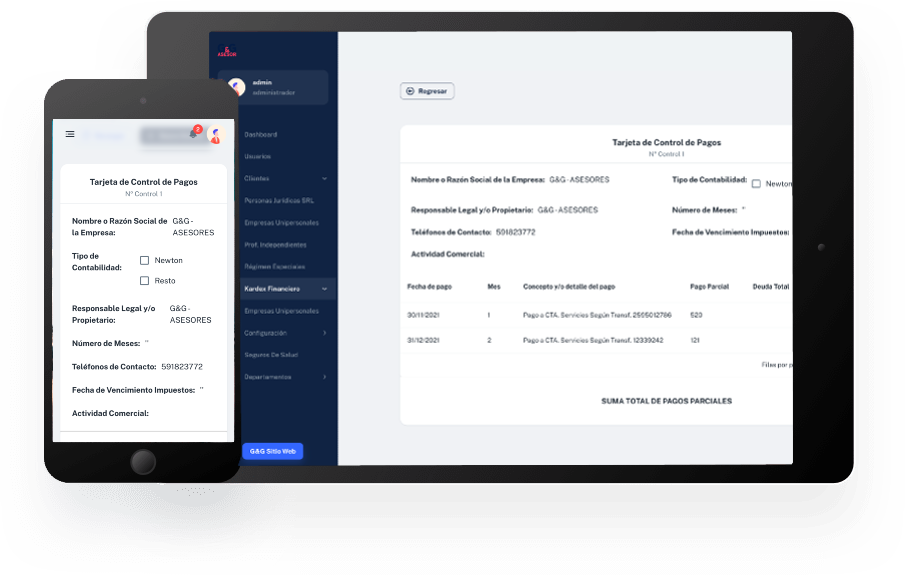 Tarjeta de Control de Pagos
N° Control 1
Nombre o Razón Social de
la Empresa:
G&G -
ASESORES
Tipo de
Contabilidad:
Newton
Resto
Responsable Legal y/o
Propietario:
G&G -
ASESORES
Número de Meses: "
Teléfonos de Contacto: 591823772
Fecha de Vencimiento Impuestos: "
Actividad Comercial:
2
&
ASESOR
admin
administrador
Dashboard
Usuarios
Clientes
Personas Jurídicas SRL
Empresas Unipersonales
Prof. Independientes
Régimen Especiales
Kardex Financiero
Empresas Unipersonales
Configuración
Seguros De Salud
Departamentos
G&G Sitio Web
Regresar
Tarjeta de Control de Pagos
N° Control 1
Nombre o Razón Social de la Empresa: G&G - ASESORES
Tipo de Contabilidad: Newton
Responsable Legal y/o Propietario: G&G - ASESORES
Número de Meses: "
Teléfonos de Contacto: 591823772
Fecha de Vencimiento Impuestos:
Actividad Comercial:
Fecha de pago Mes Concepto y/o detalle del pago Pago Parcial Deuda Total
30/11/2021 1 Pago a CTA. Servicios Según Transf. 2595012786 520
31/12/2021 2 Pago a CTA. Servicios Según Transf. 12339242 121
Filas por p
SUMA TOTAL DE PAGOS PARCIALES